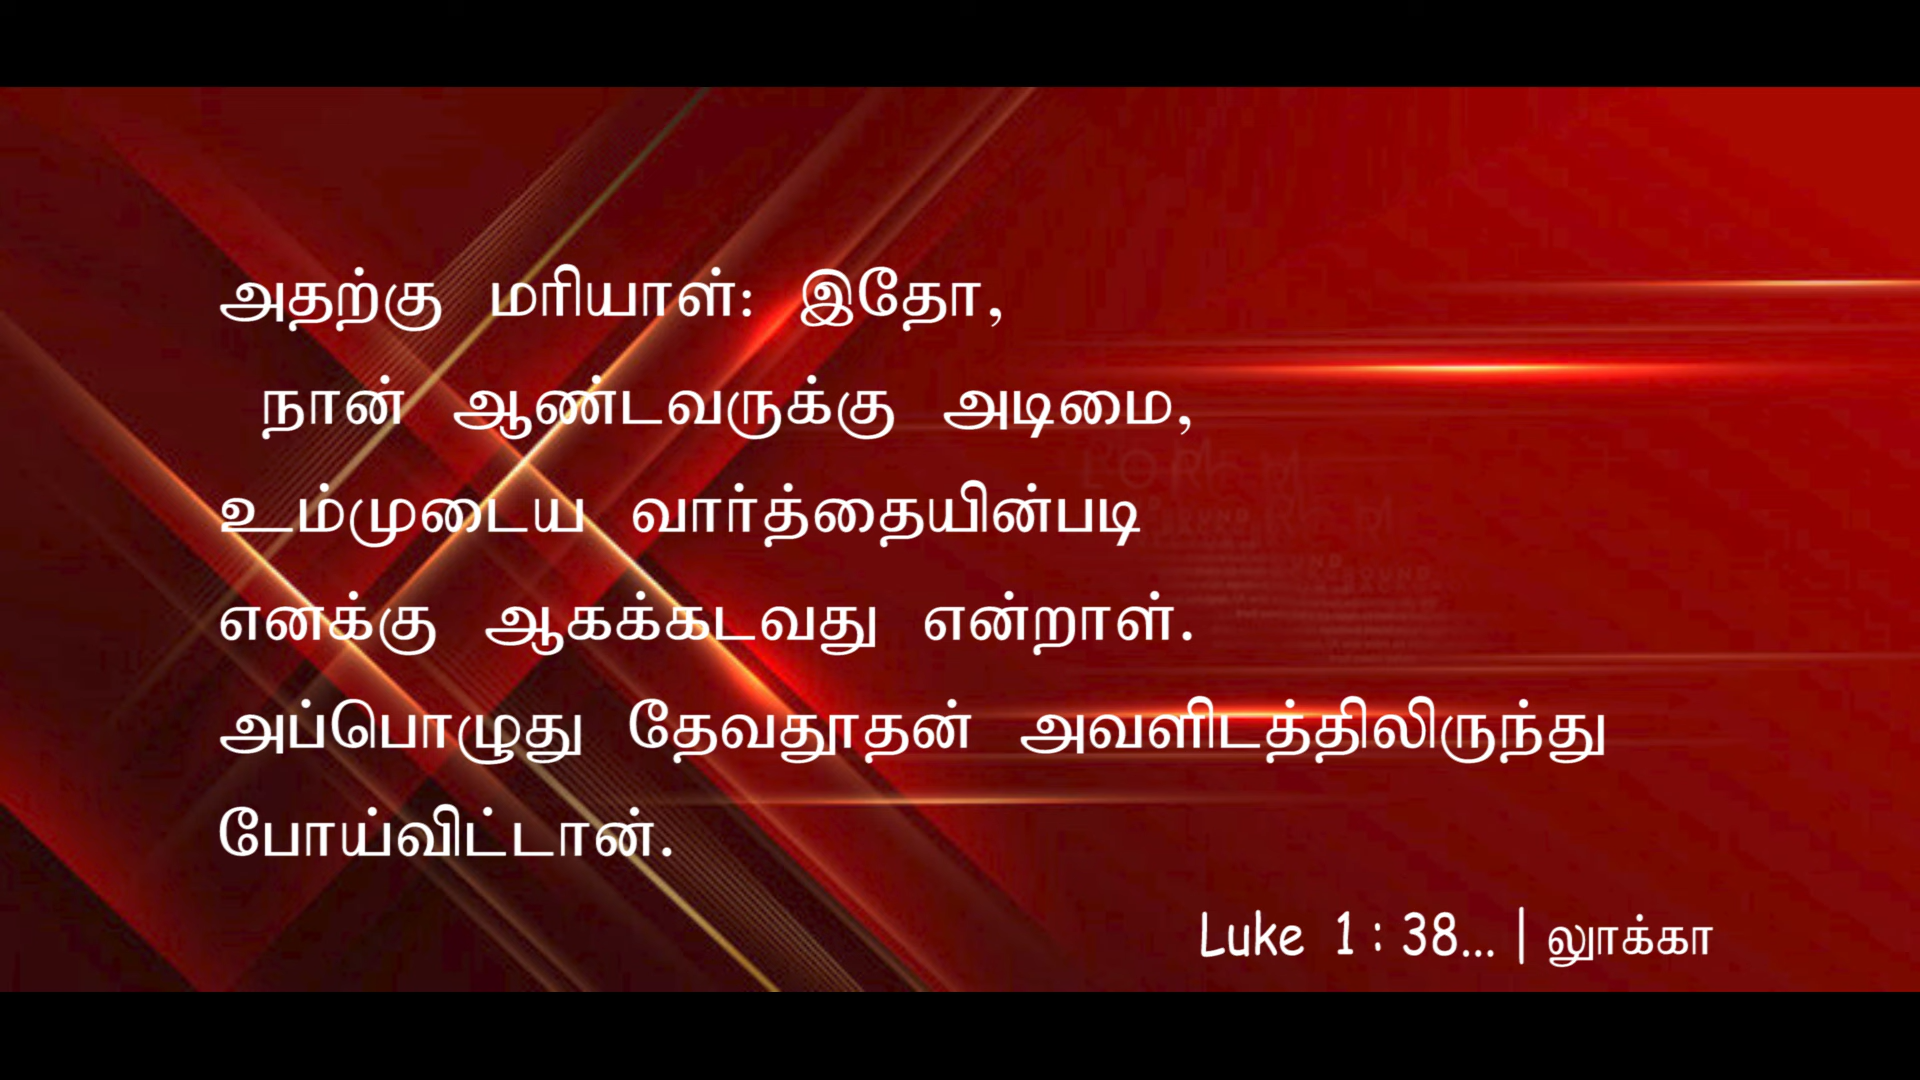 அதற்கு மரியாள்: இதோ,
நான் ஆண்டவருக்கு அடிமை,
உம்முடைய வார்த்தையின்படி
எனக்கு ஆகக்கடவது என்றாள்.
அப்பொழுது தேவதூதன் அவளிடத்திலிருந்து
போய்விட்டான்.
Luke 1 : 38... | லூக்கா